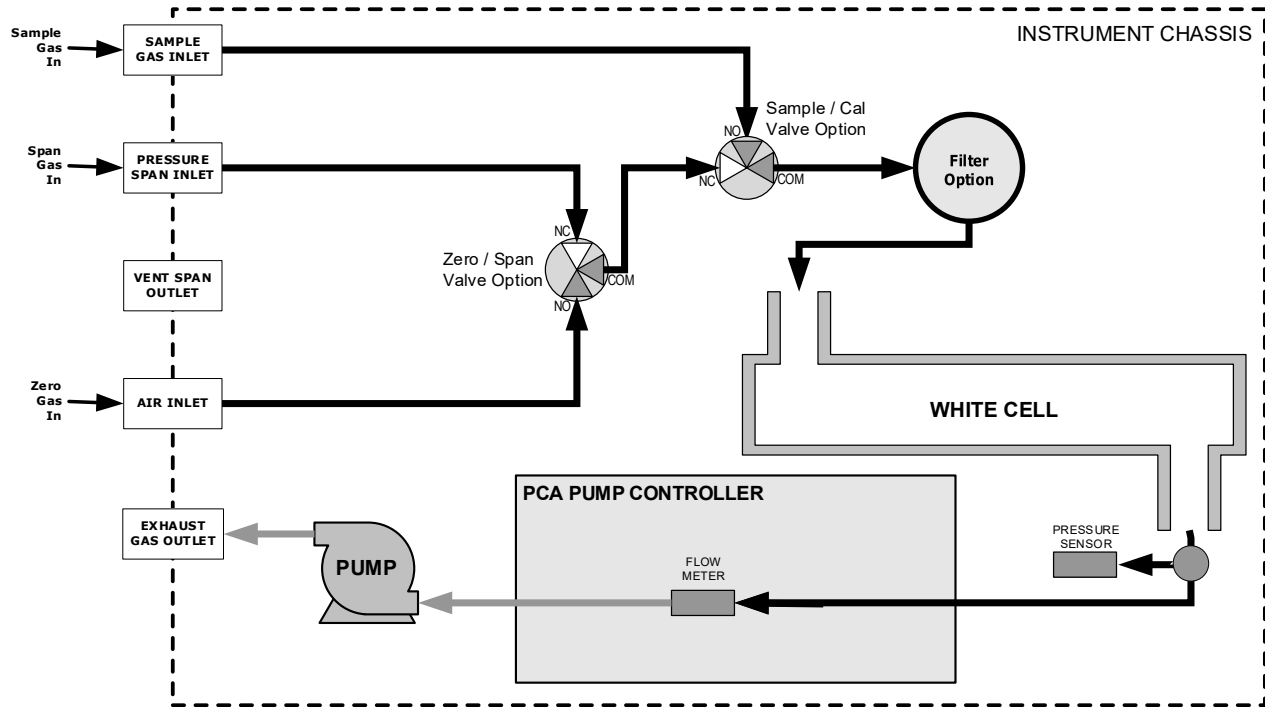 INSTRUMENT CHASSIS
Sample
Gas
In
SAMPLE
GAS INLET
Sample / Cal
Valve Option
NO
NC
COM
Filter
Option
Span
Gas
In
PRESSURE
SPAN INLET
NC
Zero / Span
Valve Option
COM
NO
VENT SPAN
OUTLET
Zero
Gas
In
AIR INLET
WHITE CELL
PCA PUMP CONTROLLER
EXHAUST
GAS OUTLET
PUMP
FLOW
METER
PRESSURE
SENSOR